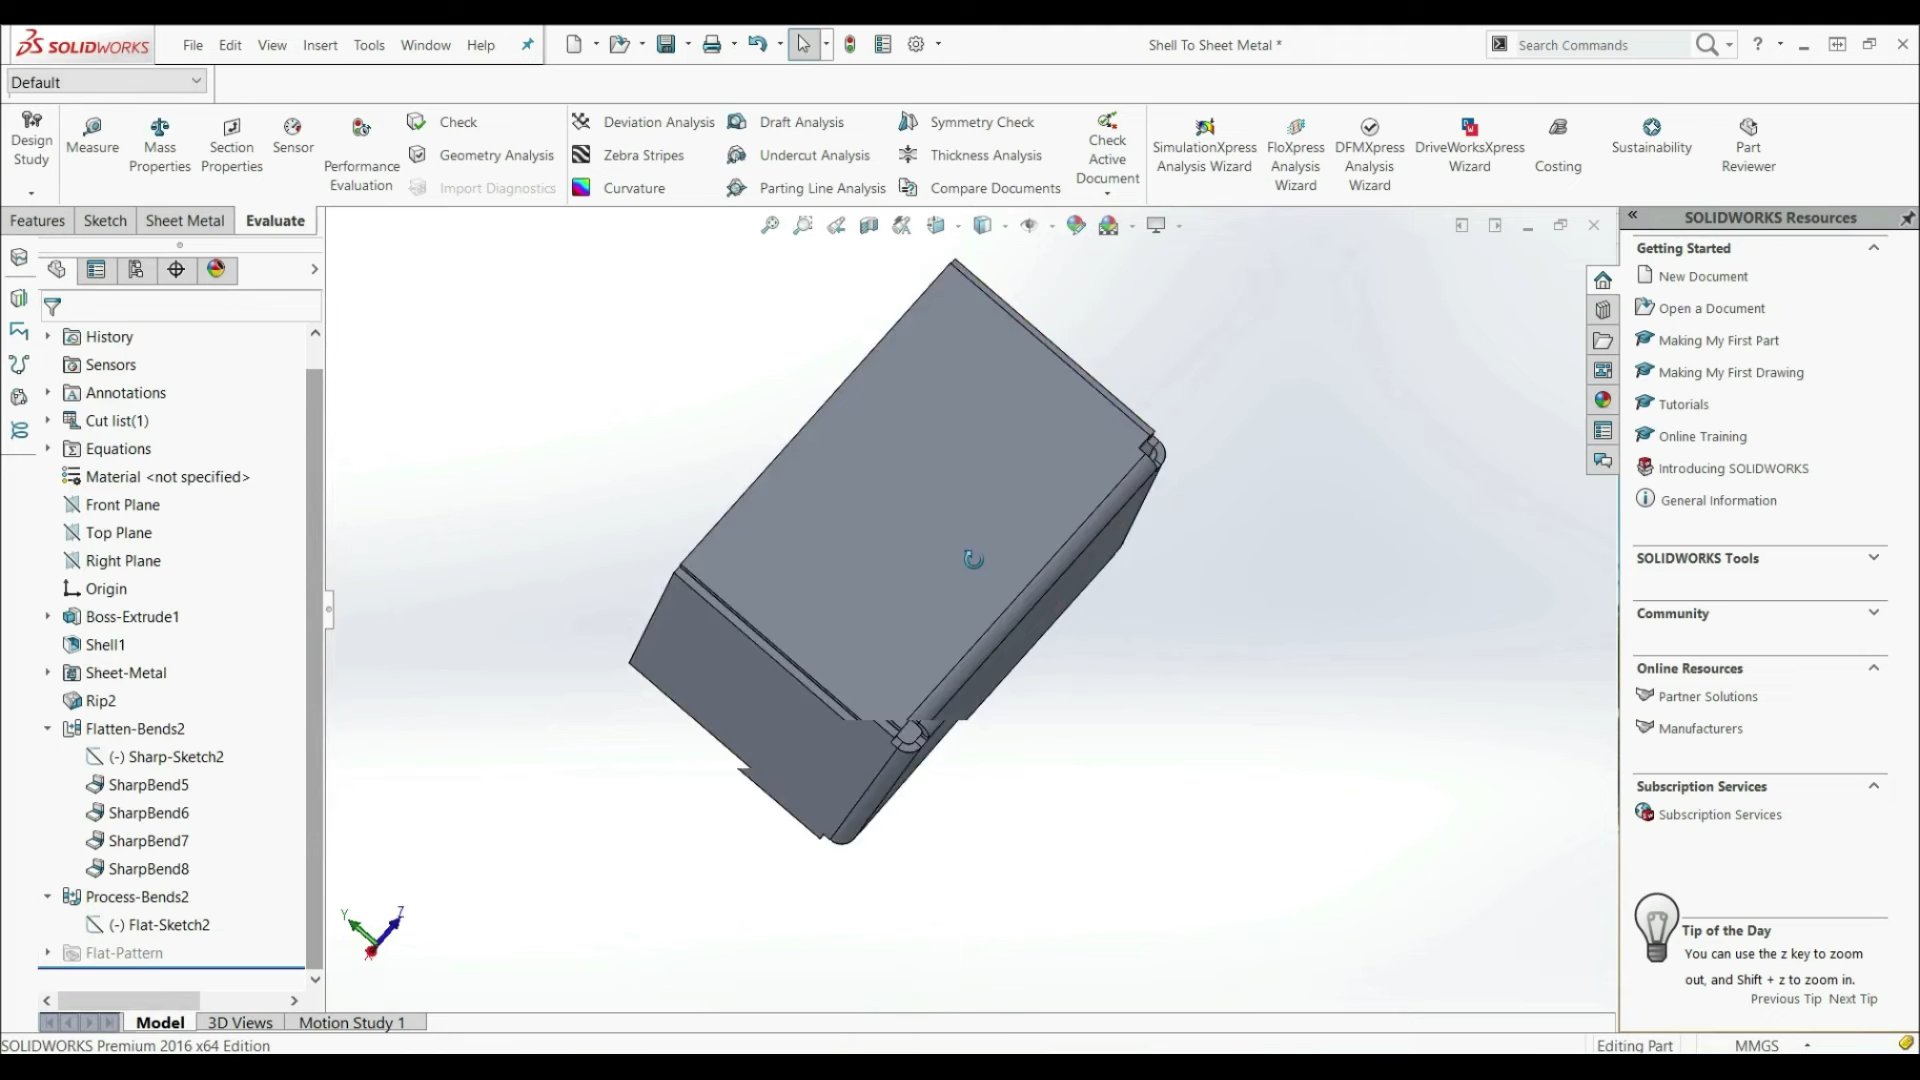 SOLIDWORKS File Edit View Insert Tools Window Help Shell To Sheet Metal * Search Commands ?
Default
Design Study
Measure
Mass Properties
Section Properties
Sensor
Performance Evaluation
Check
Geometry Analysis
Import Diagnostics
Deviation Analysis
Zebra Stripes
Curvature
Draft Analysis
Undercut Analysis
Parting Line Analysis
Symmetry Check
Thickness Analysis
Compare Documents
Check Active Document
SimulationXpress Analysis Wizard
FloXpress Analysis Wizard
DFMXpress Analysis Wizard
DriveWorksXpress Wizard
Costing
Sustainability
Part Reviewer
Features Sketch Sheet Metal Evaluate
History
Sensors
Annotations
Cut list(1)
Equations
Material <not specified>
Front Plane
Top Plane
Right Plane
Origin
Boss-Extrude1
Shell1
Sheet-Metal
Rip2
Flatten-Bends2
(-) Sharp-Sketch2
SharpBend5
SharpBend6
SharpBend7
SharpBend8
Process-Bends2
(-) Flat-Sketch2
Flat-Pattern
Y Z
SOLIDWORKS Resources
Getting Started
New Document
Open a Document
Making My First Part
Making My First Drawing
Tutorials
Online Training
Introducing SOLIDWORKS
General Information
SOLIDWORKS Tools
Community
Online Resources
Partner Solutions
Manufacturers
Subscription Services
Subscription Services
Tip of the Day
You can use the z key to zoom
out, and Shift + z to zoom in.
Previous Tip Next Tip
Model 3D Views Motion Study 1
SOLIDWORKS Premium 2016 x64 Edition Editing Part MMGS